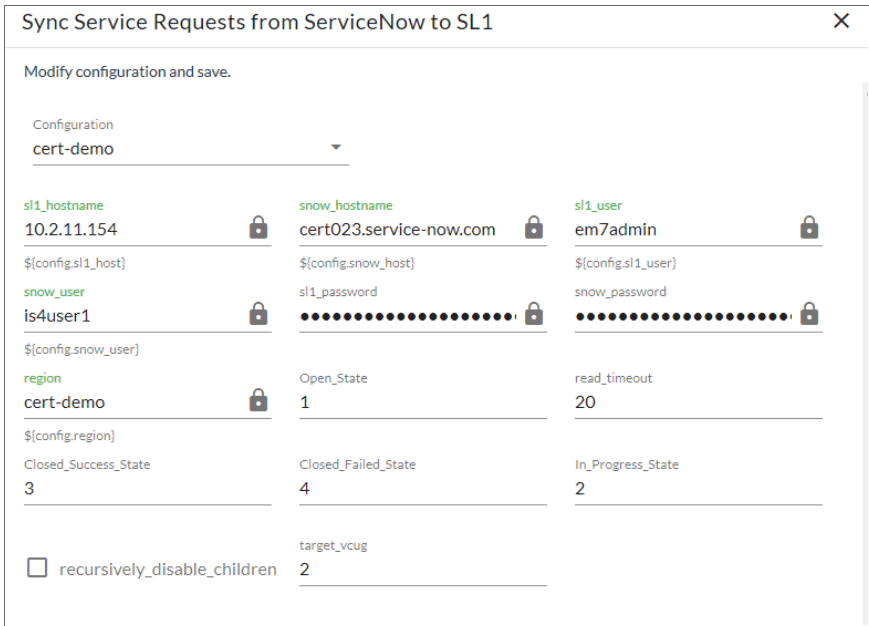 Sync Service Requests from ServiceNow to SL1
Modify configuration and save.
Configuration
cert-demo
sl1_hostname snow_hostname sl1_user
10.2.11.154 cert023.service-now.com em7admin
${config.sl1_host} ${config.snow_host} ${config.sl1_user}
snow_user sl1_password snow_password
is4user1 ••••••••••••••••••••• •••••••••••••••••••••
${config.snow_user}
region Open_State read_timeout
cert-demo 1 20
${config.region}
Closed_Success_State Closed_Failed_State In_Progress_State
3 4 2
target_vcug
recursively_disable_children 2